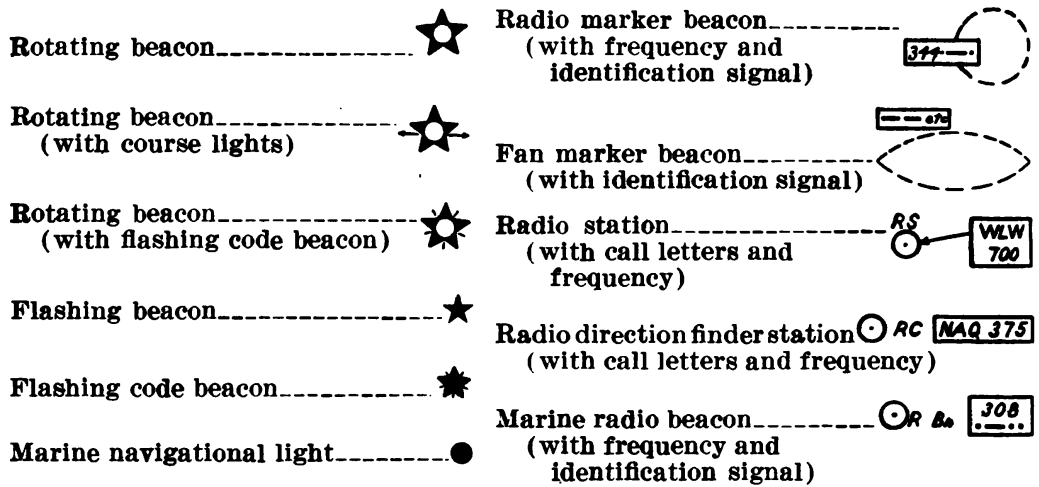 Rotating beacon
Rotating beacon
(with course lights)
Rotating beacon
(with flashing code beacon)
Flashing beacon
Flashing code beacon
Marine navigational light
Radio marker beacon
(with frequency and
identification signal)
344
Fan marker beacon
(with identification signal)
Radio station
(with call letters and
frequency)
RS
WLW
700
Radio direction finder station
RC
NAQ 375
(with call letters and frequency)
Marine radio beacon
R Bn
308
(with frequency and
identification signal)